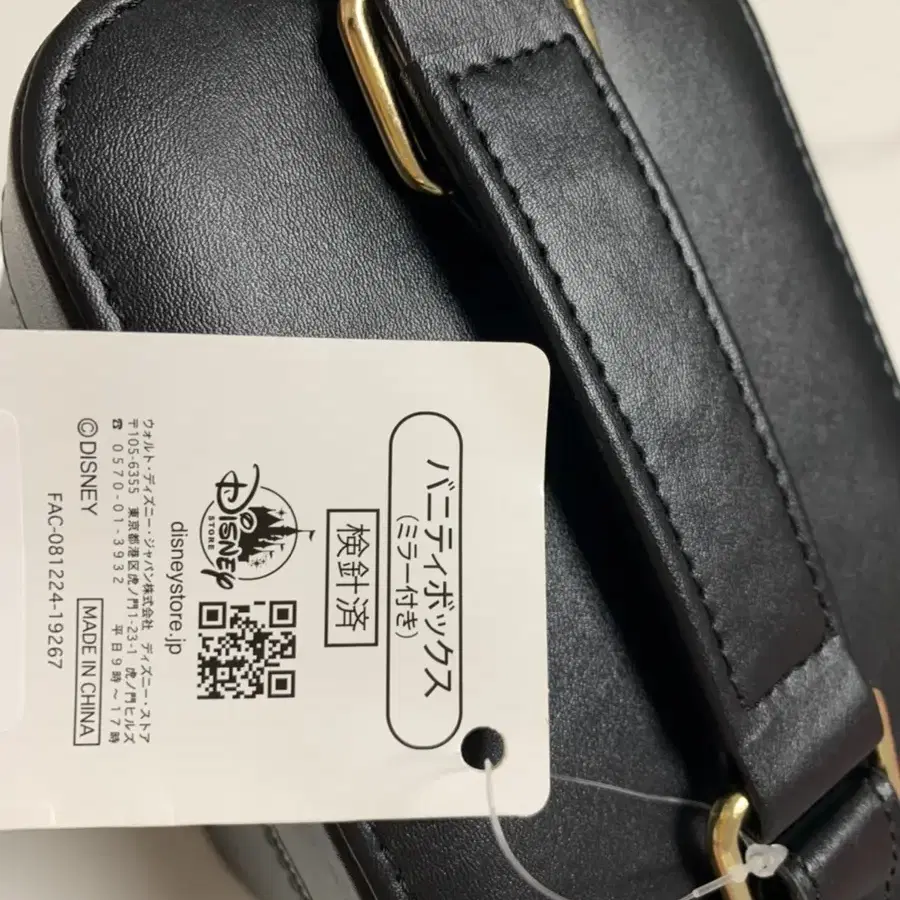 バニティボックス
(ミラー付き)
検針済
DISNEY
STORE
disneystore.jp
ウォルト・ディズニー・ジャパン株式会社 ディズニー・ストア
〒105-6355 東京都港区虎ノ門1-23-1 虎ノ門ヒルズ
☎ 0570-01-3932 平日9時～17時
©DISNEY
MADE IN CHINA
FAC-081224-19267